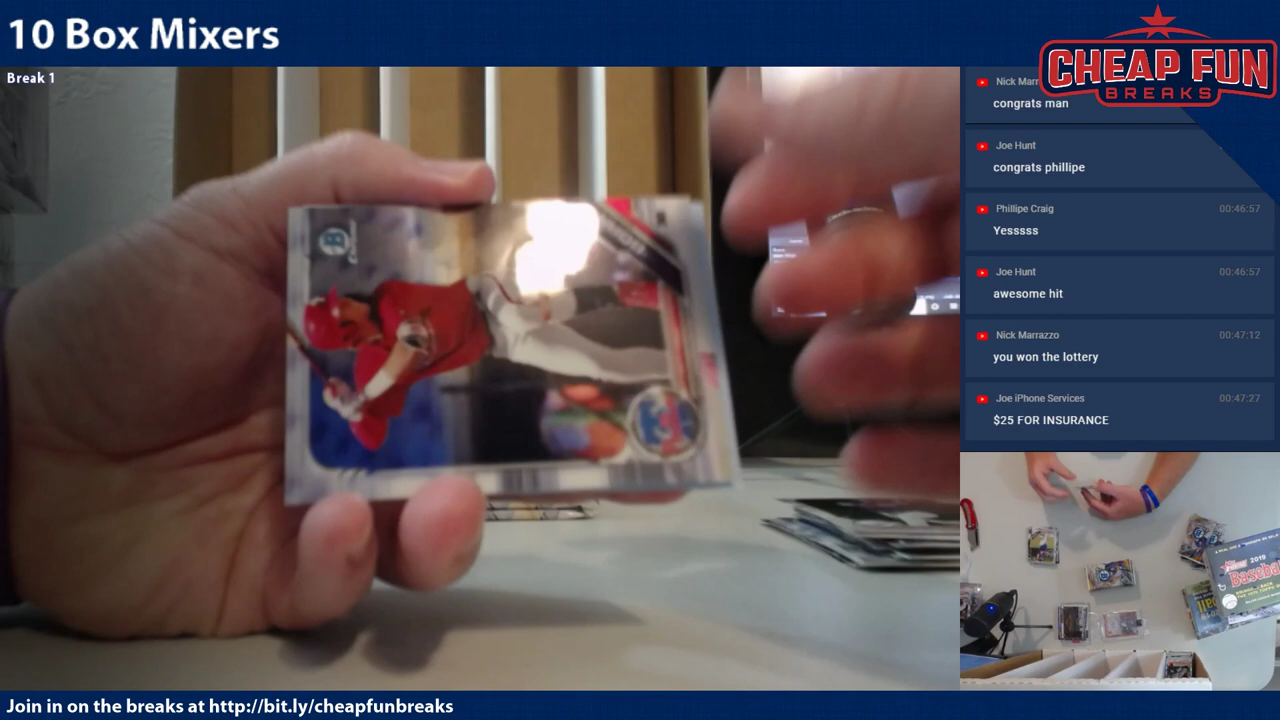 10 Box Mixers
Break 1
CHEAP FUN
BREAKS
Nick Marr
congrats man
Joe Hunt
congrats phillipe
Phillipe Craig 00:46:57
Yesssss
Joe Hunt 00:46:57
awesome hit
Nick Marrazzo 00:47:12
you won the lottery
Joe iPhone Services 00:47:27
$25 FOR INSURANCE
B
2019
Baseball
Join in on the breaks at http://bit.ly/cheapfunbreaks